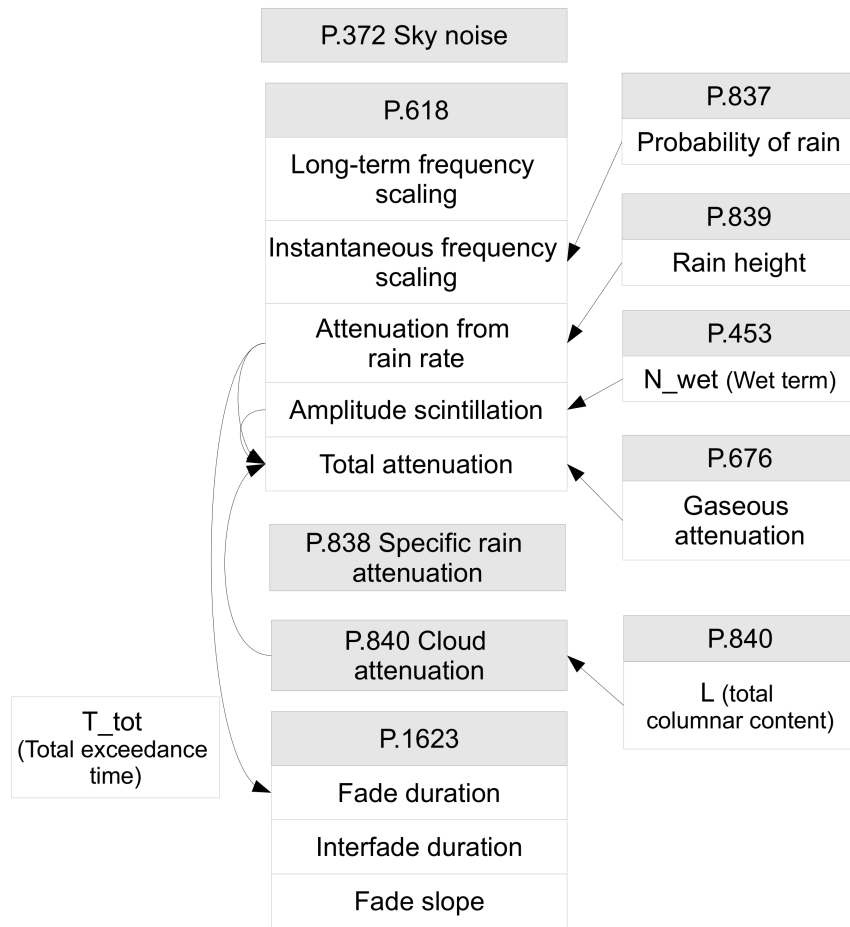 P.372 Sky noise
P.618
Long-term frequency
scaling
Instantaneous frequency
scaling
Attenuation from
rain rate
Amplitude scintillation
Total attenuation
P.837
Probability of rain
P.839
Rain height
P.453
N_wet (Wet term)
P.676
Gaseous
attenuation
P.838 Specific rain
attenuation
P.840 Cloud
attenuation
P.840
L (total
columnar content)
T_tot
(Total exceedance
time)
P.1623
Fade duration
Interfade duration
Fade slope